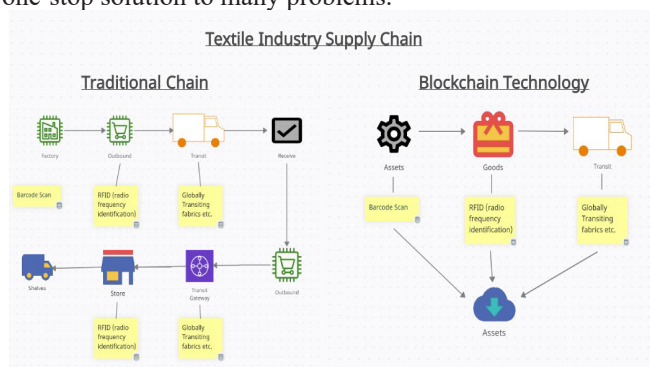 one-stop solution to many problems.
Textile Industry Supply Chain
Traditional Chain
Blockchain Technology
Factory
Outbound
Transit
Receive
Assets
Goods
Transit
Barcode Scan
RFID (radio
frequency
identification)
Globally
Transiting
fabrics etc.
Barcode Scan
RFID (radio
frequency
identification)
Globally
Transiting
fabrics etc.
Shelves
Store
Transit
Gateway
Outbound
Assets
RFID (radio
frequency
identification)
Globally
Transiting
fabrics etc.